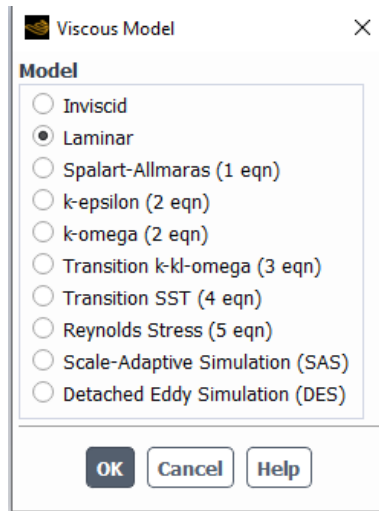 Viscous Model
Model
Inviscid
Laminar
Spalart-Allmaras (1 eqn)
k-epsilon (2 eqn)
k-omega (2 eqn)
Transition k-kl-omega (3 eqn)
Transition SST (4 eqn)
Reynolds Stress (5 eqn)
Scale-Adaptive Simulation (SAS)
Detached Eddy Simulation (DES)
OK Cancel Help